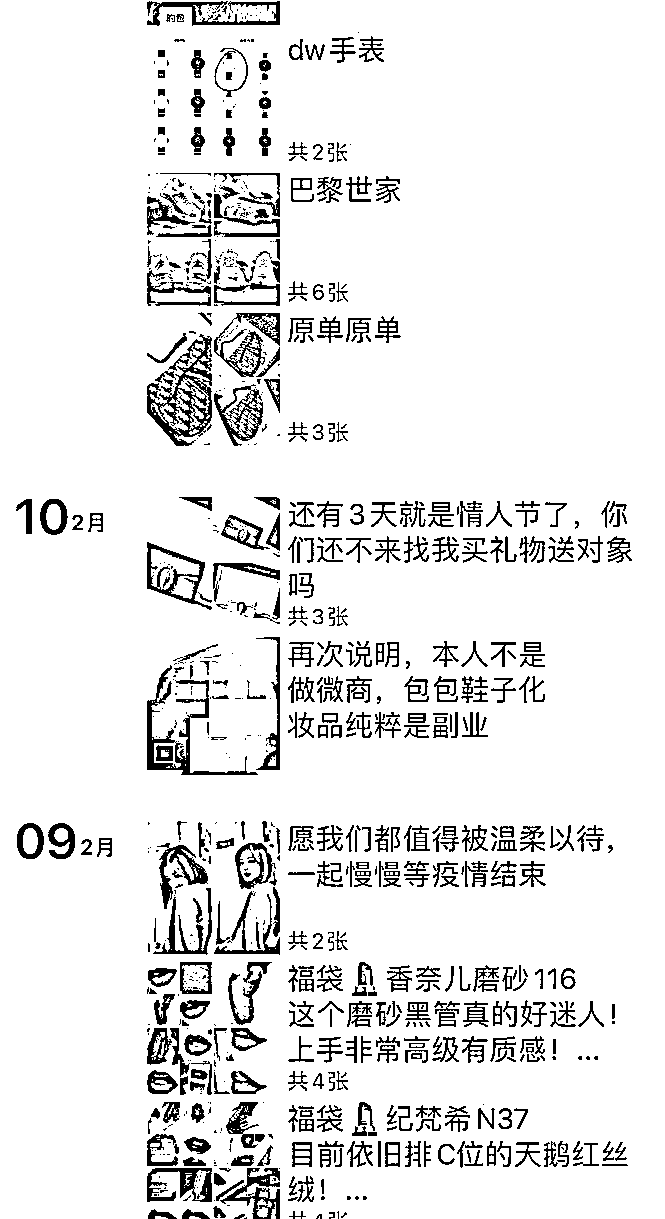 dw手表
共2张
巴黎世家
共6张
原单原单
共3张
10 2月
还有3天就是情人节了，你
们还不来找我买礼物送对象
吗
共3张
再次说明，本人不是
做微商，包包鞋子化
妆品纯粹是副业
09 2月
愿我们都值得被温柔以待，
一起慢慢等疫情结束
共2张
福袋💄香奈儿磨砂116
这个磨砂黑管真的好迷人！
上手非常高级有质感！...
共4张
福袋💄纪梵希N37
目前依旧排C位的天鹅红丝
绒！...